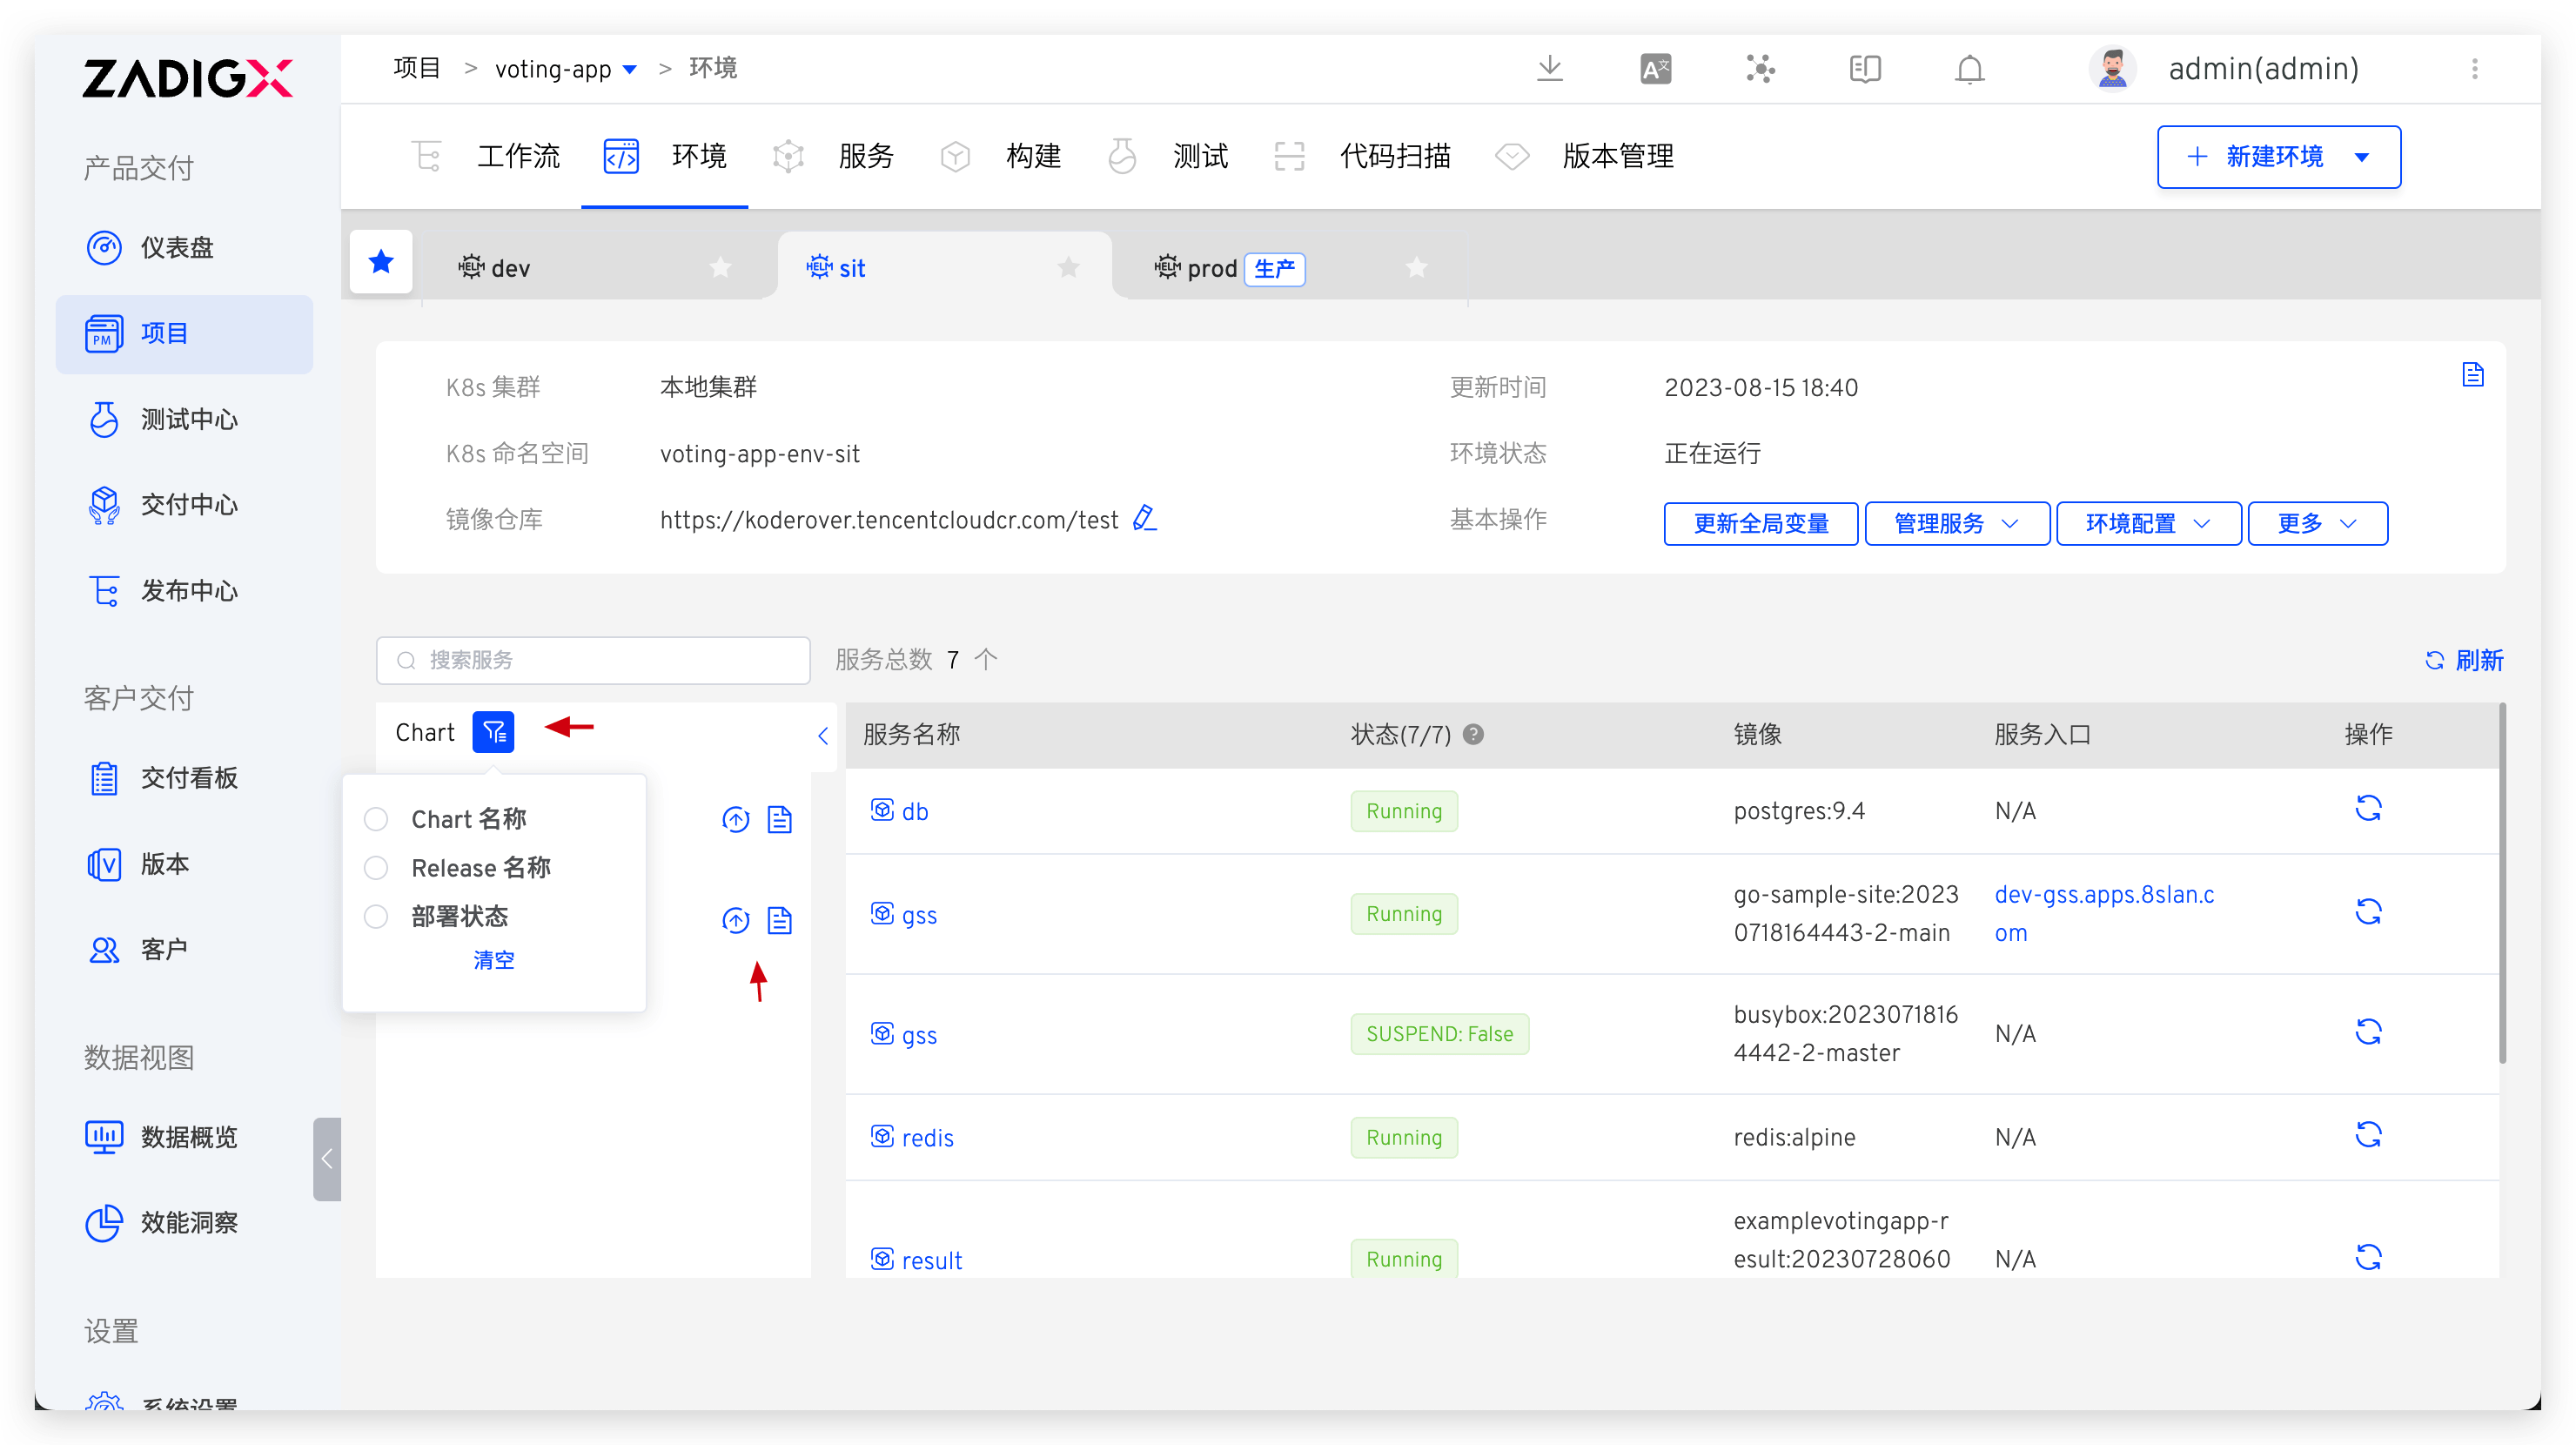 ZADIGX
项目 > voting-app > 环境
admin(admin)
工作流 环境 服务 构建 测试 代码扫描 版本管理
新建环境
产品交付
仪表盘
项目
测试中心
交付中心
发布中心
客户交付
交付看板
版本
客户
数据视图
数据概览
效能洞察
设置
系统设置
HELM dev
HELM sit
HELM prod 生产
K8s 集群 本地集群
更新时间 2023-08-15 18:40
K8s 命名空间 voting-app-env-sit
环境状态 正在运行
镜像仓库 https://koderover.tencentcloudcr.com/test
基本操作 更新全局变量 管理服务 环境配置 更多
搜索服务
服务总数 7 个
刷新
Chart
Chart 名称
Release 名称
部署状态
清空
服务名称 状态(7/7) ? 镜像 服务入口 操作
db Running postgres:9.4 N/A
gss Running go-sample-site:2023 dev-gss.apps.8slan.c
0718164443-2-main om
gss SUSPEND: False busybox:2023071816 N/A
4442-2-master
redis Running redis:alpine N/A
examplevotingapp-r
result Running esult:20230728060 N/A